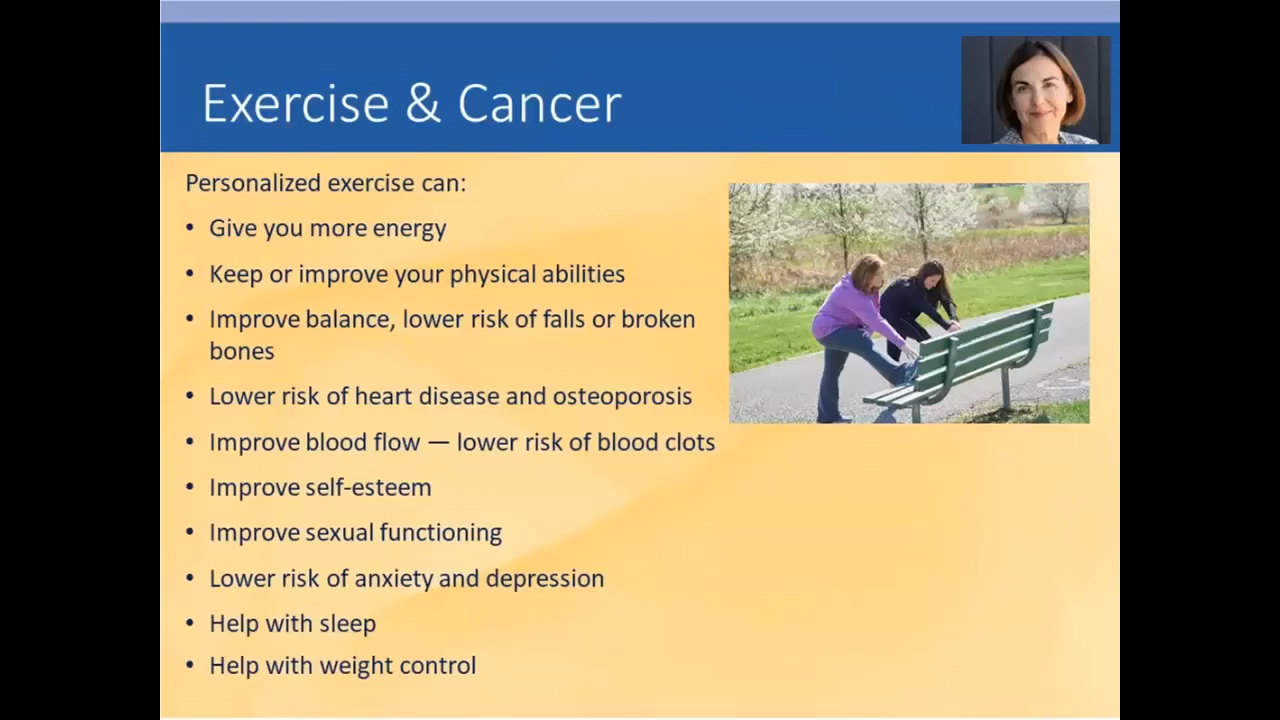 Exercise & Cancer
Personalized exercise can:
• Give you more energy
• Keep or improve your physical abilities
• Improve balance, lower risk of falls or broken
bones
• Lower risk of heart disease and osteoporosis
• Improve blood flow — lower risk of blood clots
• Improve self-esteem
• Improve sexual functioning
• Lower risk of anxiety and depression
• Help with sleep
• Help with weight control